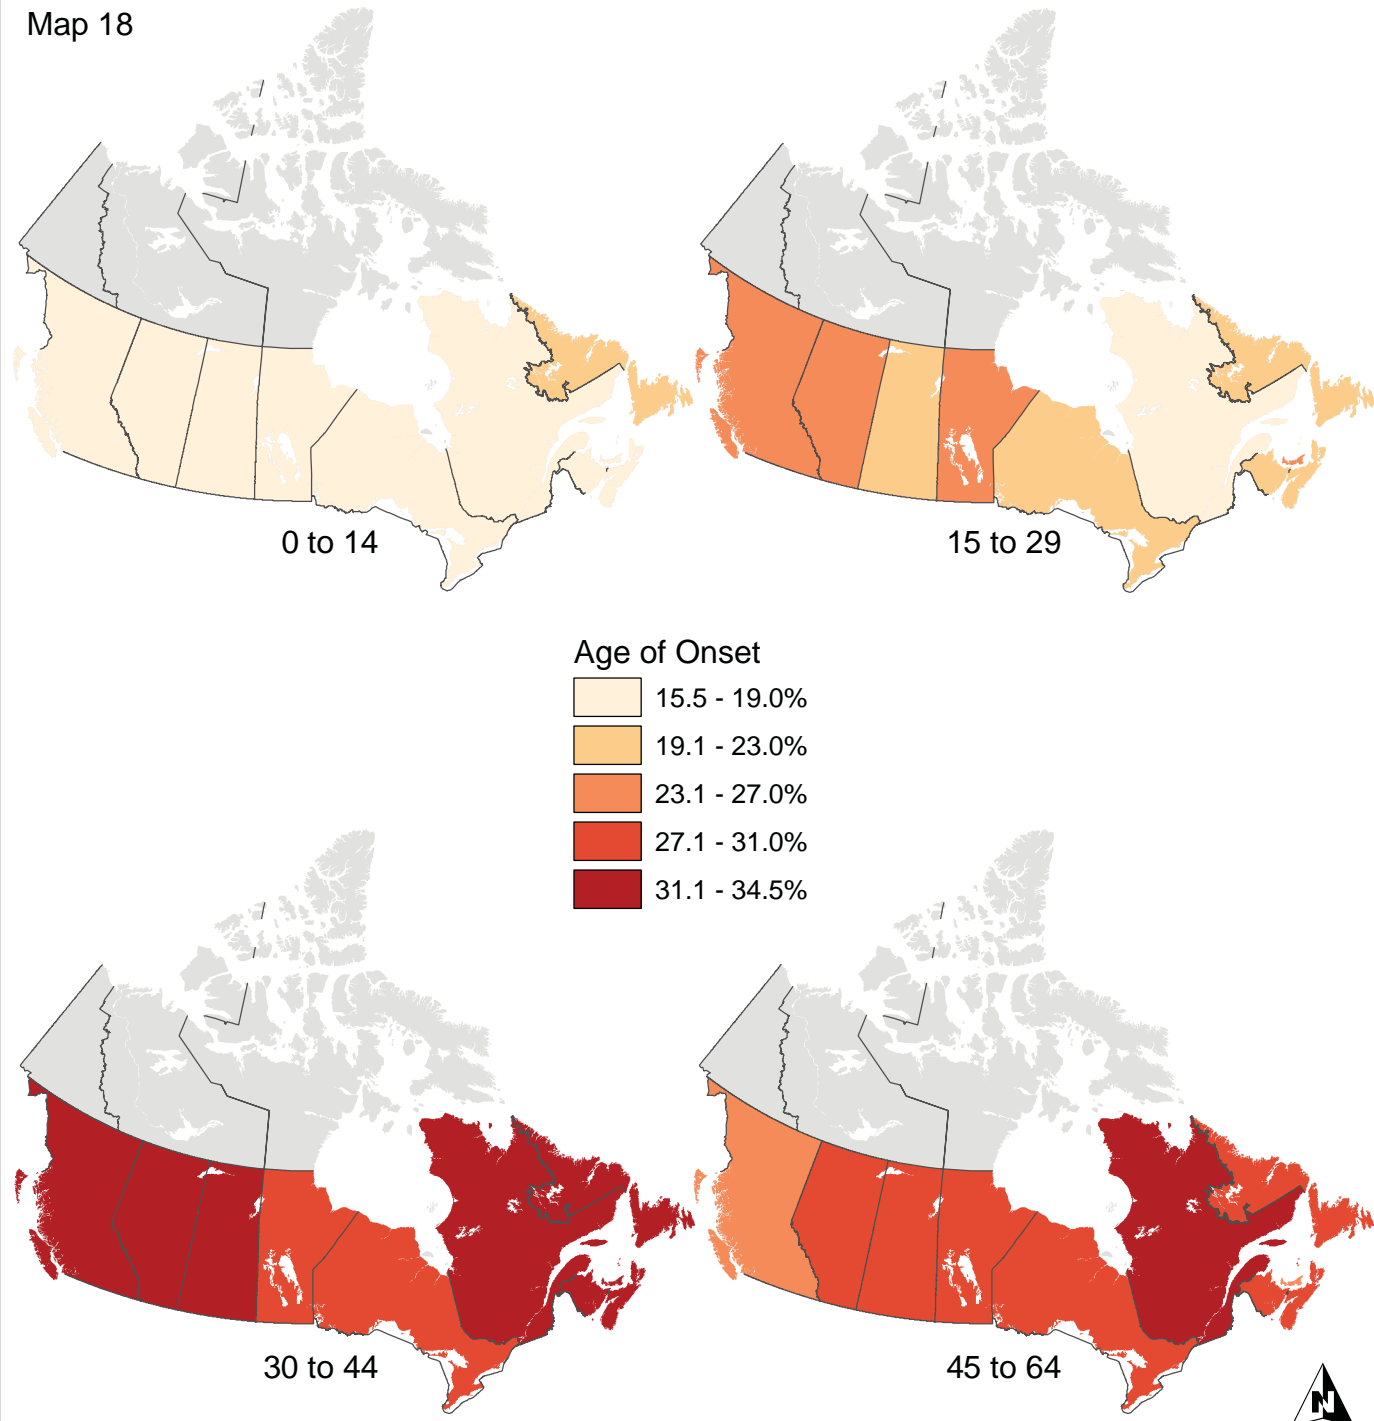 Map 18
0 to 14
15 to 29
Age of Onset
15.5 - 19.0%
19.1 - 23.0%
23.1 - 27.0%
27.1 - 31.0%
31.1 - 34.5%
30 to 44
45 to 64
N